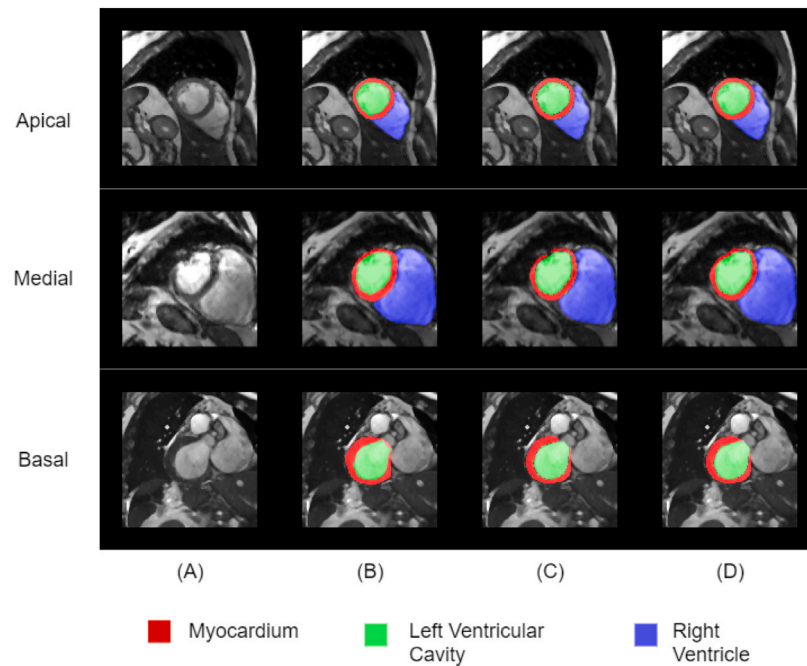 Apical
Medial
Basal
(A) (B) (C) (D)
Myocardium
Left Ventricular
Cavity
Right
Ventricle